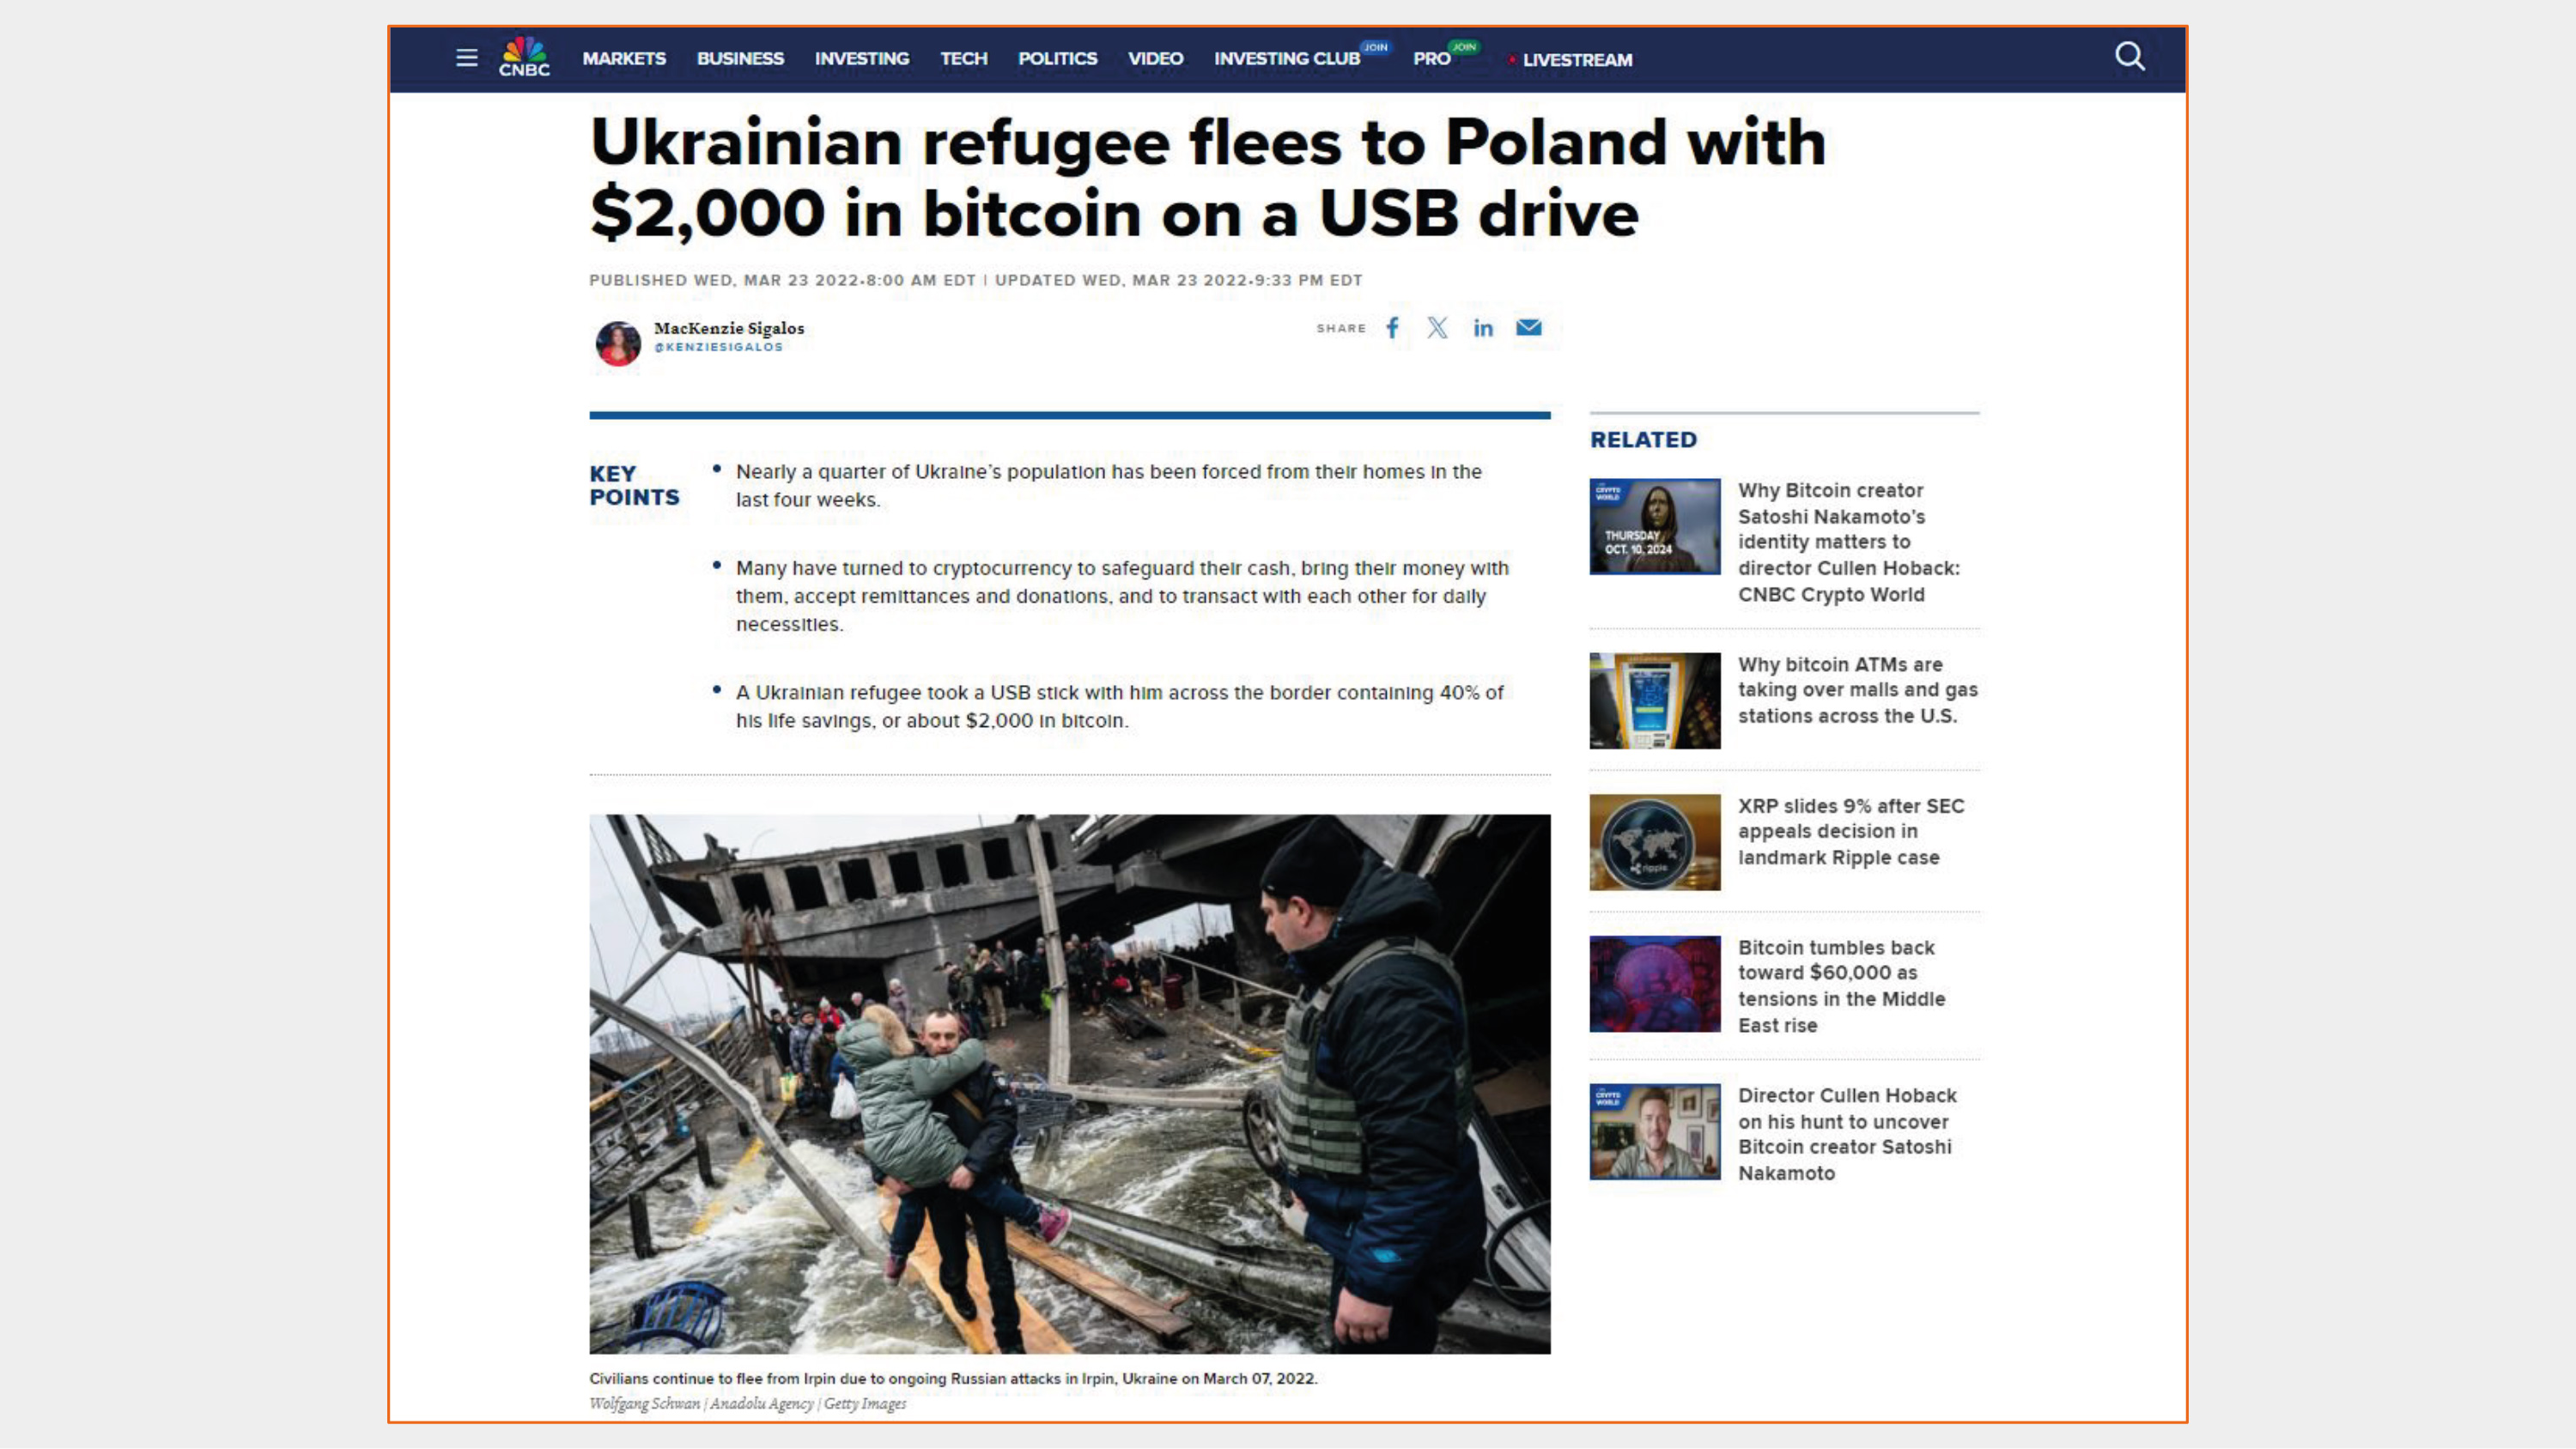 CNBC
MARKETS BUSINESS INVESTING TECH POLITICS VIDEO INVESTING CLUB JOIN PRO JOIN LIVESTREAM
Ukrainian refugee flees to Poland with
$2,000 in bitcoin on a USB drive
PUBLISHED WED, MAR 23 2022•8:00 AM EDT | UPDATED WED, MAR 23 2022•9:33 PM EDT
MacKenzie Sigalos
@KENZIESIGALOS
SHARE
KEY
POINTS
• Nearly a quarter of Ukraine's population has been forced from their homes in the
last four weeks.
• Many have turned to cryptocurrency to safeguard their cash, bring their money with
them, accept remittances and donations, and to transact with each other for daily
necessities.
• A Ukrainian refugee took a USB stick with him across the border containing 40% of
his life savings, or about $2,000 in bitcoin.
Civilians continue to flee from Irpin due to ongoing Russian attacks in Irpin, Ukraine on March 07, 2022.
Wolfgang Schwan | Anadolu Agency | Getty Images
RELATED
CRYPTO
WORLD
THURSDAY
OCT. 10, 2024
Why Bitcoin creator
Satoshi Nakamoto's
identity matters to
director Cullen Hoback:
CNBC Crypto World
Why bitcoin ATMs are
taking over malls and gas
stations across the U.S.
ripple
XRP slides 9% after SEC
appeals decision in
landmark Ripple case
Bitcoin tumbles back
toward $60,000 as
tensions in the Middle
East rise
CRYPTO
WORLD
Director Cullen Hoback
on his hunt to uncover
Bitcoin creator Satoshi
Nakamoto